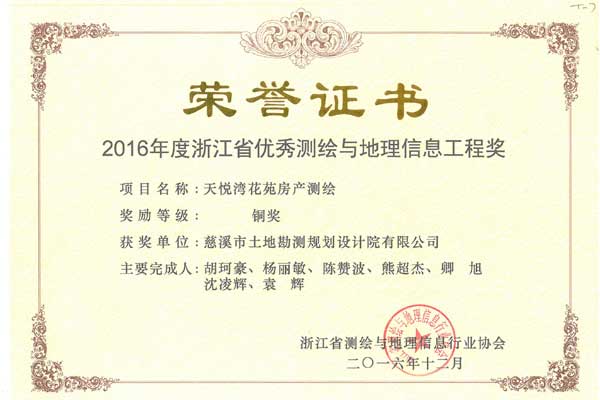 荣誉证书
2016年度浙江省优秀测绘与地理信息工程奖
项目名称:天悦湾花苑房产测绘
奖励等级: 铜奖
获奖单位:慈溪市土地勘测规划设计院有限公司
主要完成人:胡珂豪、杨丽敏、陈赞波、熊超杰、卿 旭
沈凌辉、袁 辉
浙江省测绘与地理信息行业协会
二〇一六年十二月